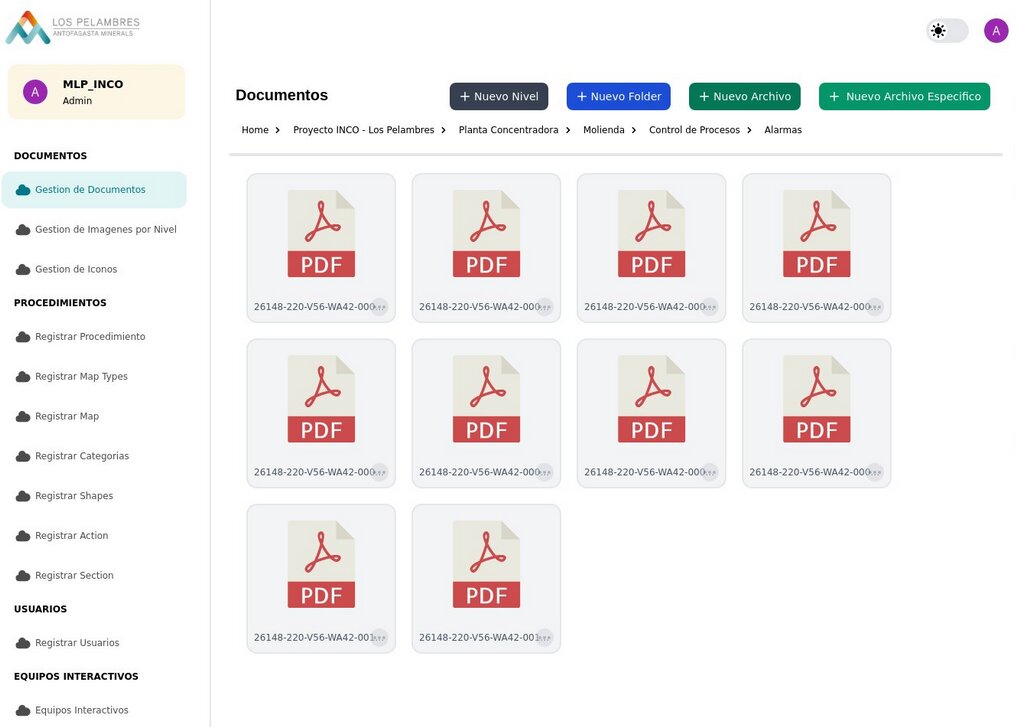 LOS PELAMBRES
ANTOFAGASTA MINERALS
A
A
MLP_INCO
Admin
Documentos
+ Nuevo Nivel
+ Nuevo Folder
+ Nuevo Archivo
+ Nuevo Archivo Especifico
Home > Proyecto INCO - Los Pelambres > Planta Concentradora > Molienda > Control de Procesos > Alarmas
DOCUMENTOS
Gestion de Documentos
Gestion de Imagenes por Nivel
Gestion de Iconos
PROCEDIMIENTOS
Registrar Procedimiento
Registrar Map Types
Registrar Map
Registrar Categorias
Registrar Shapes
Registrar Action
Registrar Section
USUARIOS
Registrar Usuarios
EQUIPOS INTERACTIVOS
Equipos Interactivos
PDF
26148-220-V56-WA42-000
PDF
26148-220-V56-WA42-000
PDF
26148-220-V56-WA42-000
PDF
26148-220-V56-WA42-000
PDF
26148-220-V56-WA42-000
PDF
26148-220-V56-WA42-000
PDF
26148-220-V56-WA42-000
PDF
26148-220-V56-WA42-000
PDF
26148-220-V56-WA42-001
PDF
26148-220-V56-WA42-001